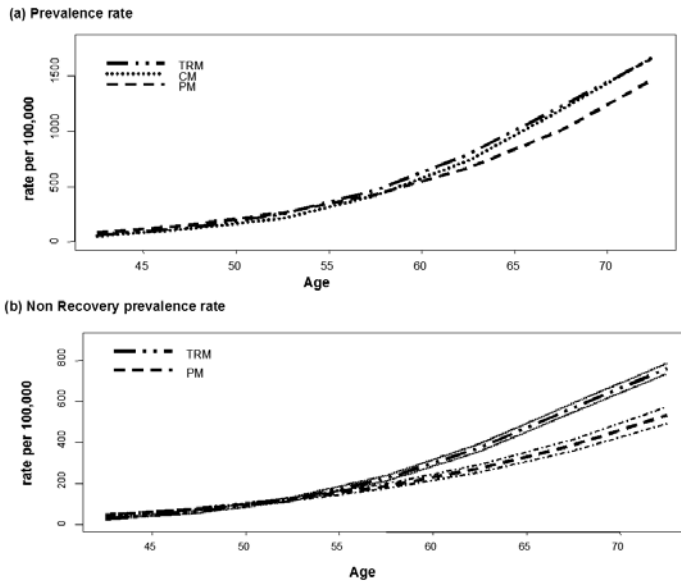 (a) Prevalence rate
rate per 100,000
1500
1000
500
0
TRM
CM
PM
45 50 55 60 65 70
Age
(b) Non Recovery prevalence rate
rate per 100,000
800
600
400
200
0
TRM
PM
45 50 55 60 65 70
Age